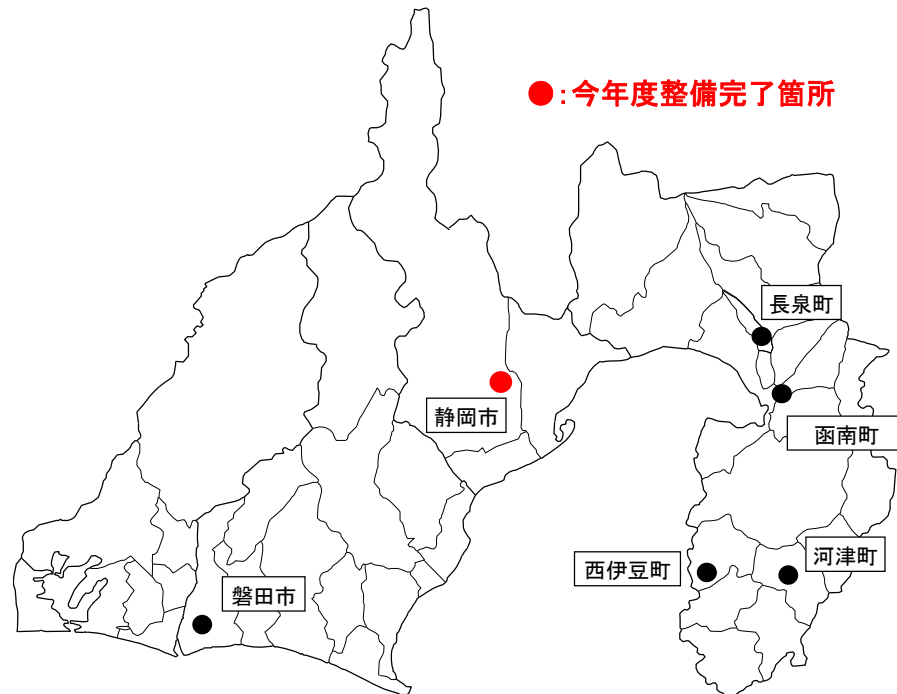 ●:今年度整備完了箇所
長泉町
静岡市
函南町
西伊豆町
河津町
磐田市